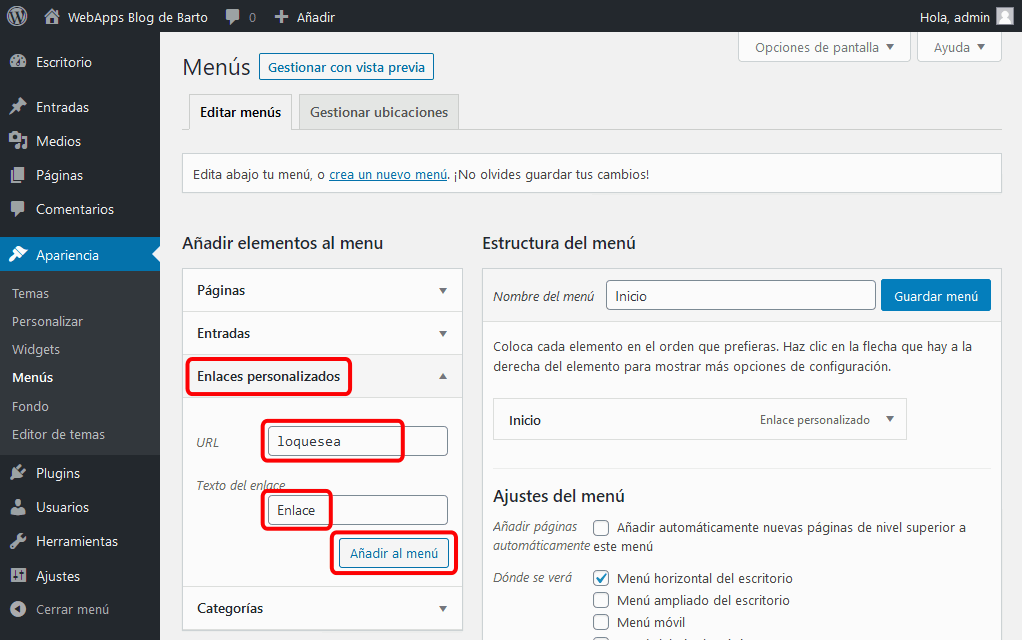 WebApps Blog de Barto 0 Añadir Hola, admin
Opciones de pantalla Ayuda
Escritorio
Entradas
Medios
Páginas
Comentarios
Apariencia
Temas
Personalizar
Widgets
Menús
Fondo
Editor de temas
Plugins
Usuarios
Herramientas
Ajustes
Cerrar menú
Menús Gestionar con vista previa
Editar menús Gestionar ubicaciones
Edita abajo tu menú, o crea un nuevo menú. ¡No olvides guardar tus cambios!
Añadir elementos al menu
Páginas
Entradas
Enlaces personalizados
URL loquesea
Texto del enlace
Enlace
Añadir al menú
Categorías
Estructura del menú
Nombre del menú Inicio Guardar menú
Coloca cada elemento en el orden que prefieras. Haz clic en la flecha que hay a la
derecha del elemento para mostrar más opciones de configuración.
Inicio Enlace personalizado
Ajustes del menú
Añadir páginas
automáticamente
Añadir automáticamente nuevas páginas de nivel superior a
este menú
Dónde se verá
Menú horizontal del escritorio
Menú ampliado del escritorio
Menú móvil